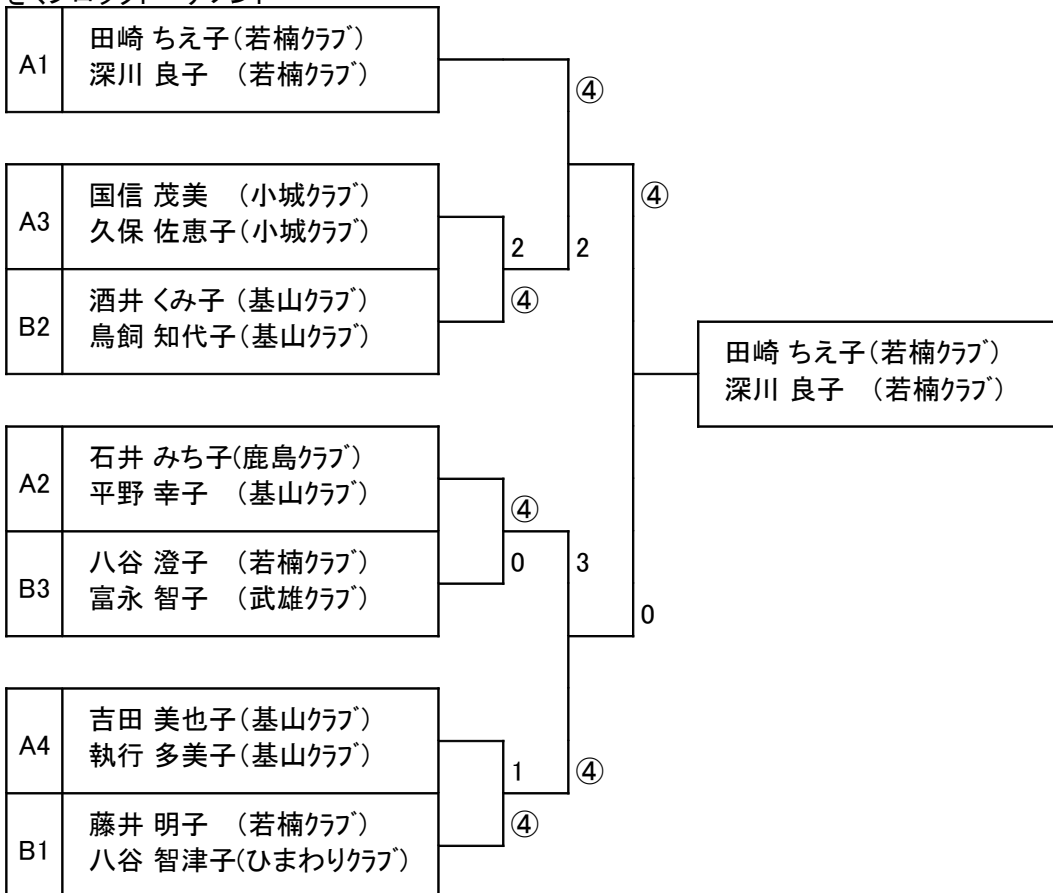 A1
田崎 ちえ子(若楠ｸﾗﾌﾞ)
深川 良子 (若楠ｸﾗﾌﾞ)
④
A3
国信 茂美 (小城ｸﾗﾌﾞ)
久保 佐恵子(小城ｸﾗﾌﾞ)
④
2
2
B2
酒井 くみ子 (基山ｸﾗﾌﾞ)
鳥飼 知代子(基山ｸﾗﾌﾞ)
④
田崎 ちえ子(若楠ｸﾗﾌﾞ)
深川 良子 (若楠ｸﾗﾌﾞ)
A2
石井 みち子(鹿島ｸﾗﾌﾞ)
平野 幸子 (基山ｸﾗﾌﾞ)
④
B3
八谷 澄子 (若楠ｸﾗﾌﾞ)
富永 智子 (武雄ｸﾗﾌﾞ)
0
3
0
A4
吉田 美也子(基山ｸﾗﾌﾞ)
執行 多美子(基山ｸﾗﾌﾞ)
1
④
B1
藤井 明子 (若楠ｸﾗﾌﾞ)
八谷 智津子(ひまわりｸﾗﾌﾞ)
④